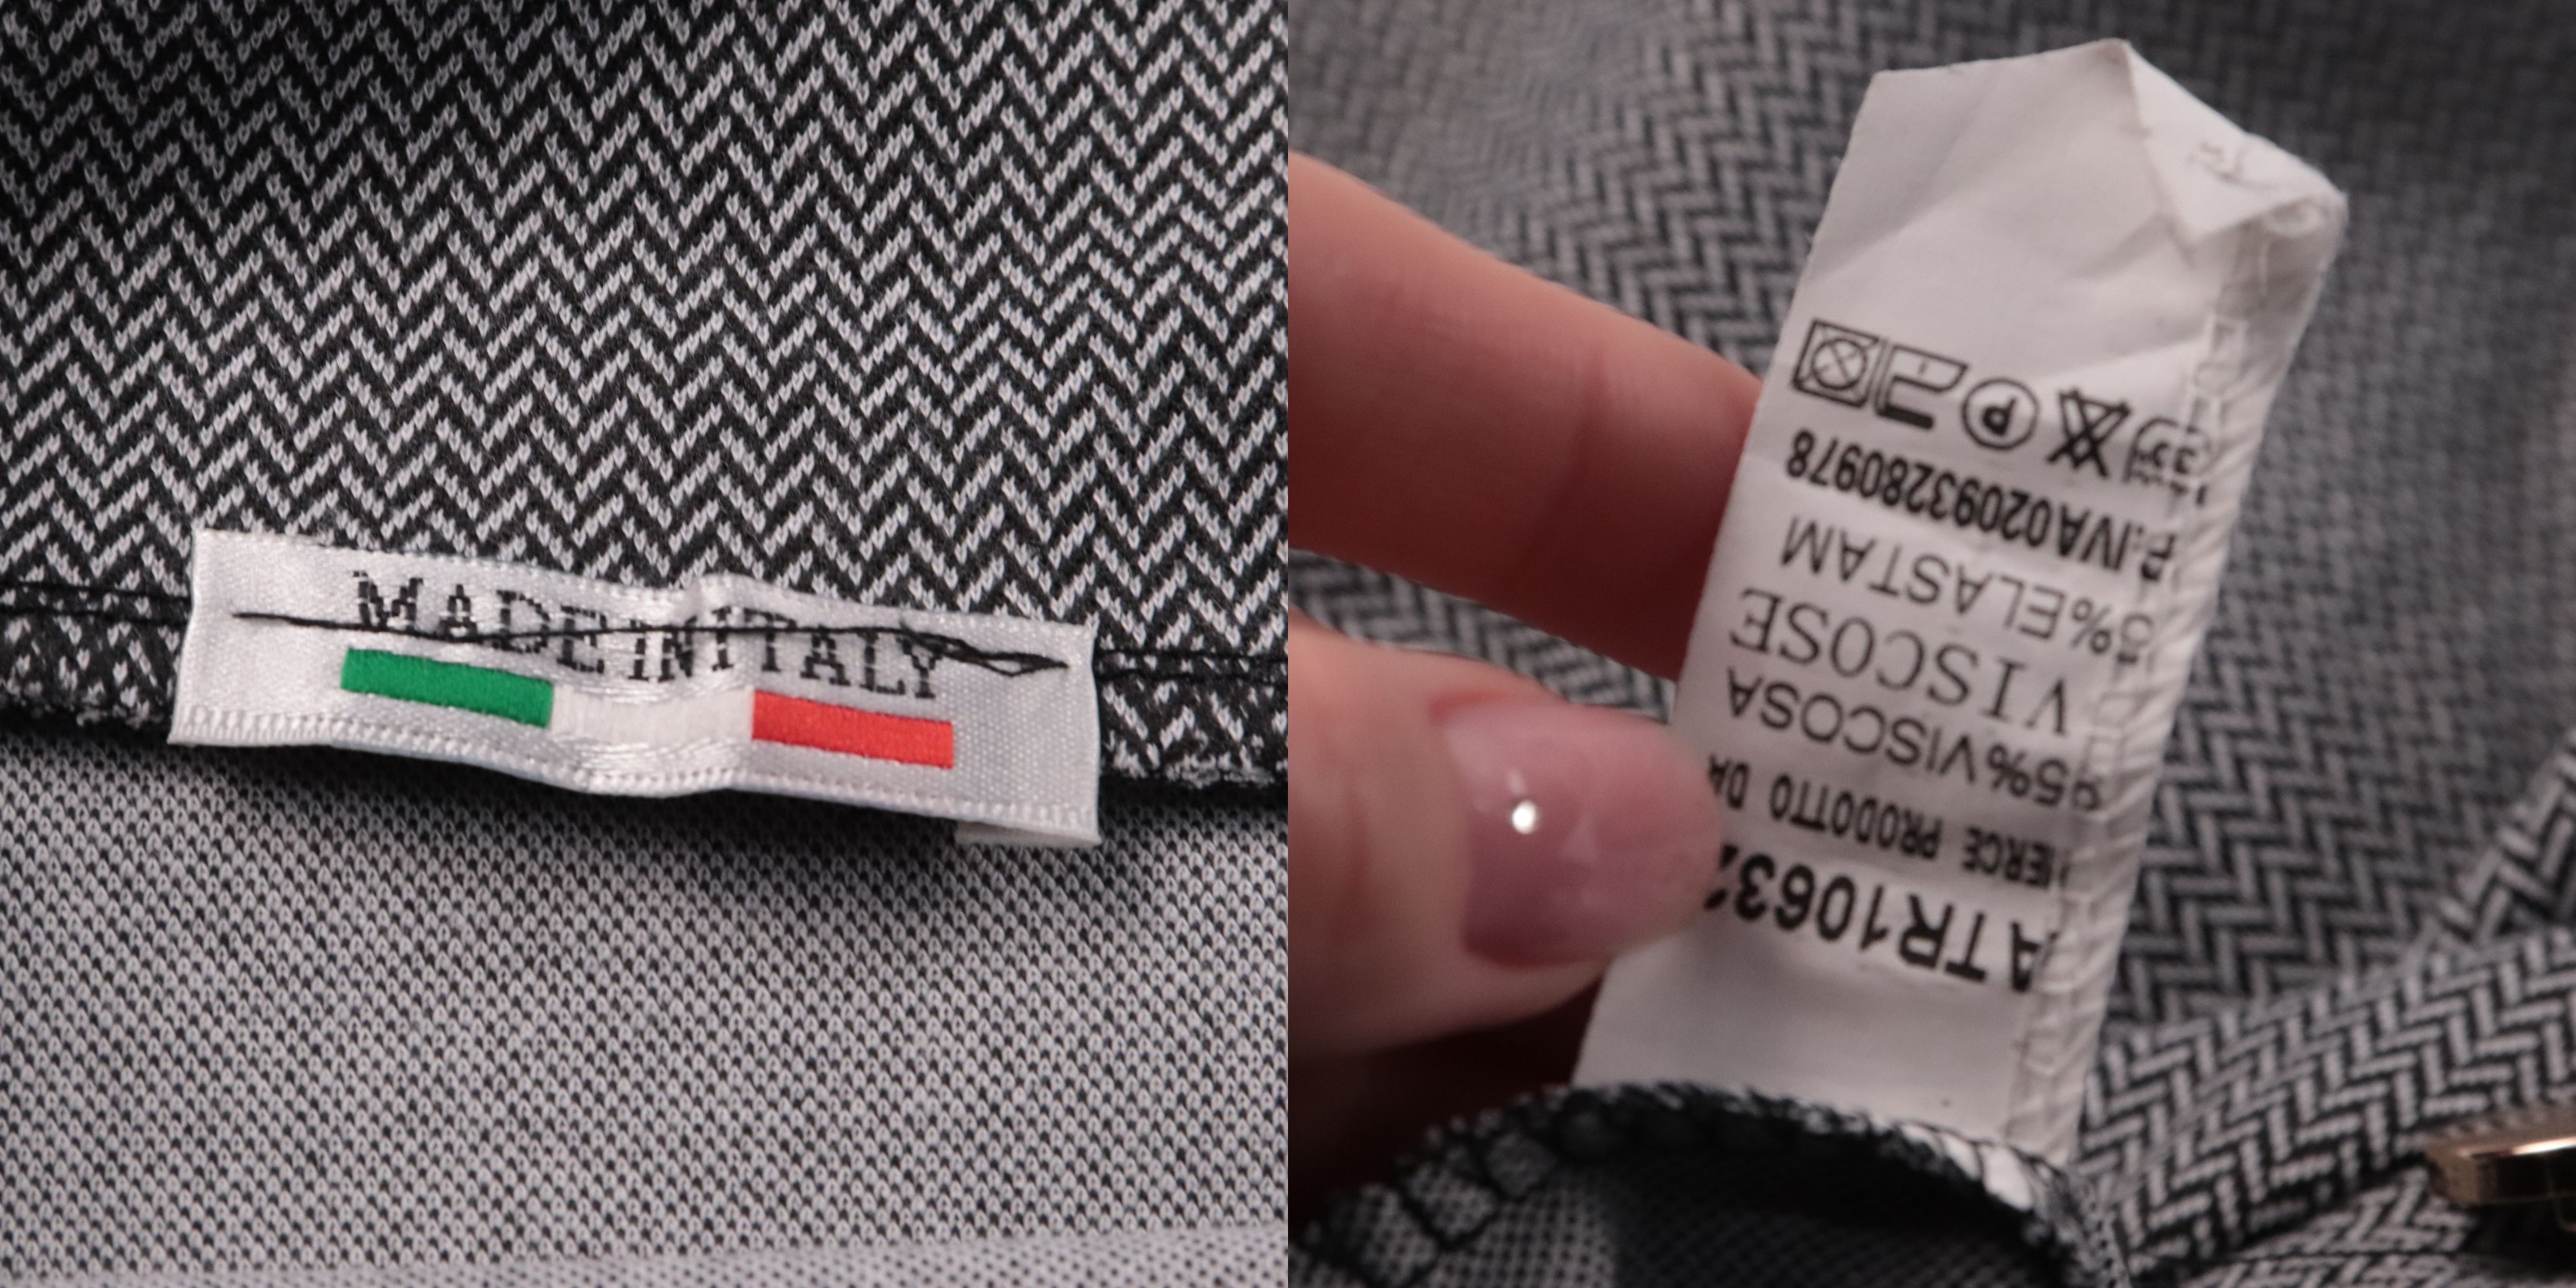 MADE IN ITALY
ATR1063
MERCE PRODOTTO DA
95%VISCOSA
VISCOSE
5%ELASTAM
P.IVA02093280978
P